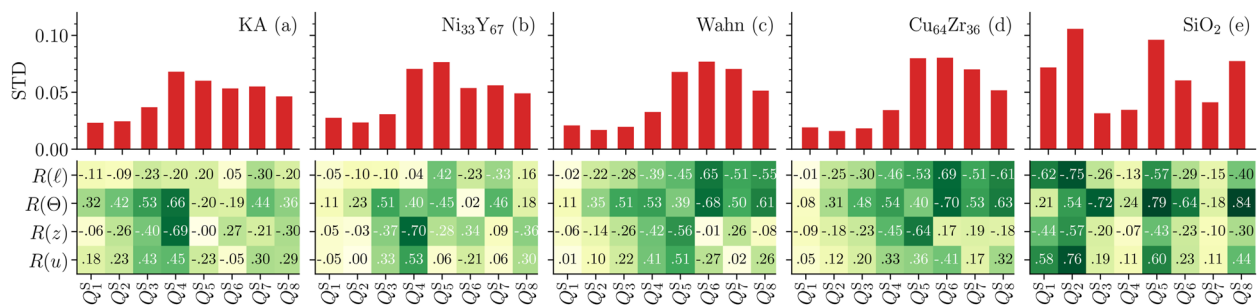 KA (a)
Ni₃₃Y₆₇ (b)
Wahn (c)
Cu₆₄Zr₃₆ (d)
SiO₂ (e)
STD
0.10
0.05
0.00
R(ℓ) -.11 -.09 -.23 -.20 .20 .05 -.30 -.20 -.05 -.10 -.10 .04 .42 -.23 -.33 .16 -.02 -.22 -.28 -.39 -.45 .65 -.51 -.55 -.01 -.25 -.30 -.46 -.53 .69 -.51 -.61 -.62 -.75 -.26 -.13 -.57 -.29 -.15 -.40
R(Θ) .32 .42 .53 .66 -.20 -.19 .44 .36 .11 .23 .51 .40 -.45 .02 .46 .18 .11 .35 .51 .53 .39 -.68 .50 .61 .08 .31 .48 .54 .40 -.70 .53 .63 .21 .54 -.72 .24 .79 -.64 -.18 .84
R(z) -.06 -.26 -.40 -.69 -.00 .27 -.21 -.30 -.05 -.03 -.37 -.70 -.28 .34 .09 -.36 -.06 -.14 -.26 -.42 -.56 -.01 .26 -.08 -.09 -.18 -.23 -.45 -.64 .17 .19 -.18 -.44 -.57 -.20 -.07 -.43 -.23 -.10 -.30
R(u) .18 .23 .43 .45 -.23 -.05 .30 .29 -.05 .00 .33 .53 .06 -.21 .06 .30 .01 .10 .22 .41 .51 -.27 .02 .26 .05 .12 .20 .33 .36 -.41 .17 .32 .58 .76 .19 .11 .60 .23 .11 .44
Q₁ˢ Q₂ˢ Q₃ˢ Q₄ˢ Q₅ˢ Q₆ˢ Q₇ˢ Q₈ˢ Q₁ˢ Q₂ˢ Q₃ˢ Q₄ˢ Q₅ˢ Q₆ˢ Q₇ˢ Q₈ˢ Q₁ˢ Q₂ˢ Q₃ˢ Q₄ˢ Q₅ˢ Q₆ˢ Q₇ˢ Q₈ˢ Q₁ˢ Q₂ˢ Q₃ˢ Q₄ˢ Q₅ˢ Q₆ˢ Q₇ˢ Q₈ˢ Q₁ˢ Q₂ˢ Q₃ˢ Q₄ˢ Q₅ˢ Q₆ˢ Q₇ˢ Q₈ˢ